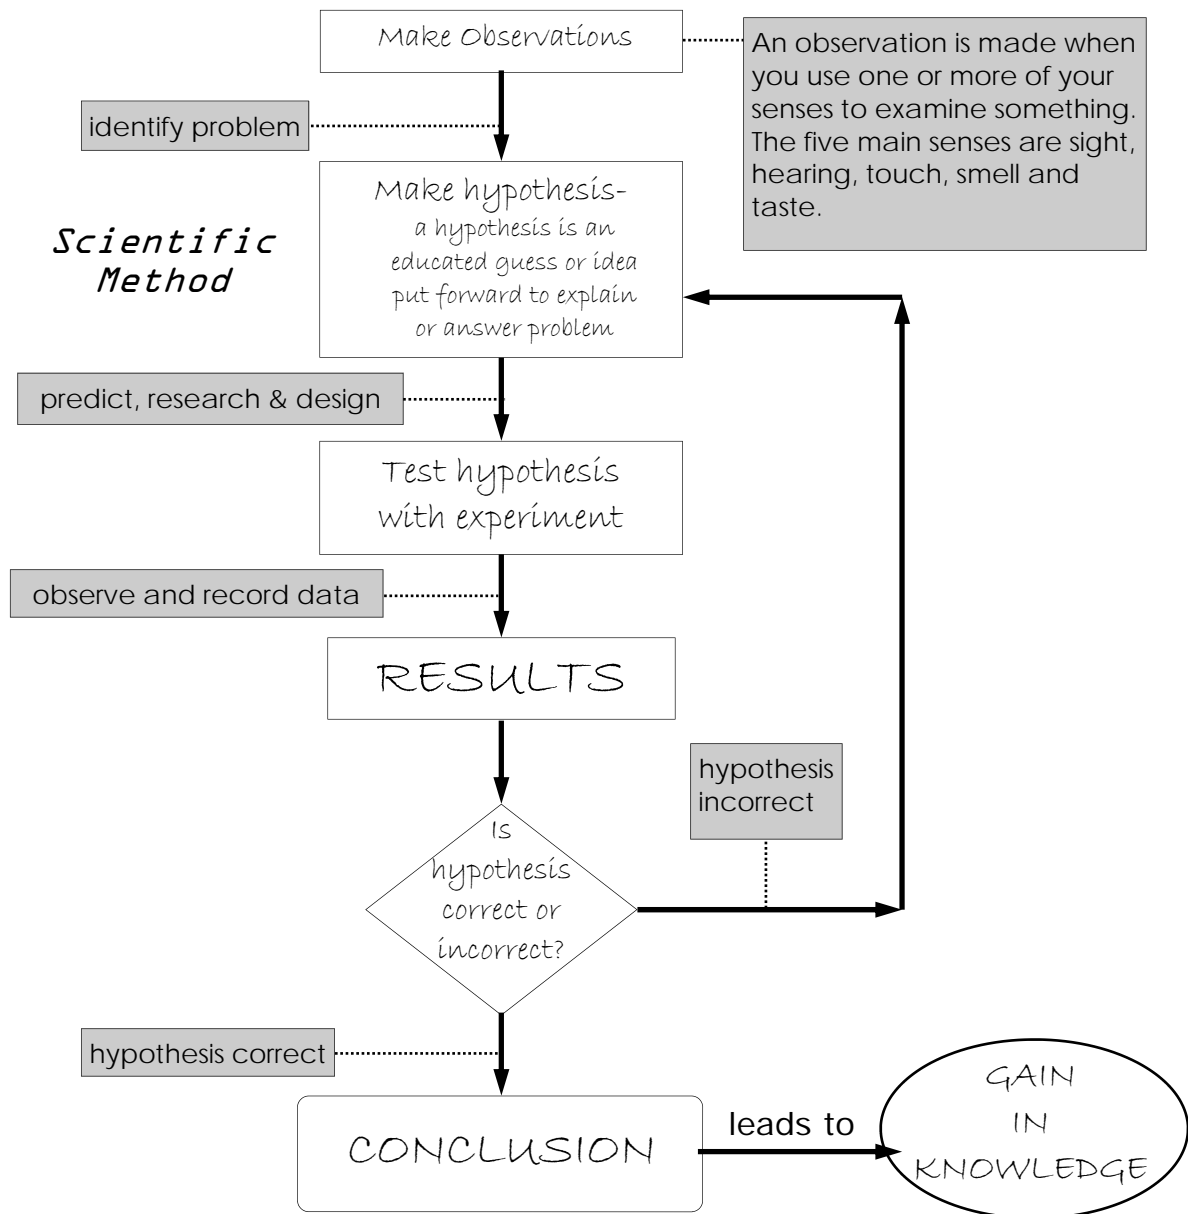 Make Observations
An observation is made when
you use one or more of your
senses to examine something.
The five main senses are sight,
hearing, touch, smell and
taste.
identify problem
Make hypothesis-
a hypothesis is an
educated guess or idea
put forward to explain
or answer problem
Scientific
Method
predict, research & design
Test hypothesis
with experiment
observe and record data
RESULTS
hypothesis
incorrect
Is
hypothesis
correct or
incorrect?
hypothesis correct
CONCLUSION
leads to
GAIN
IN
KNOWLEDGE